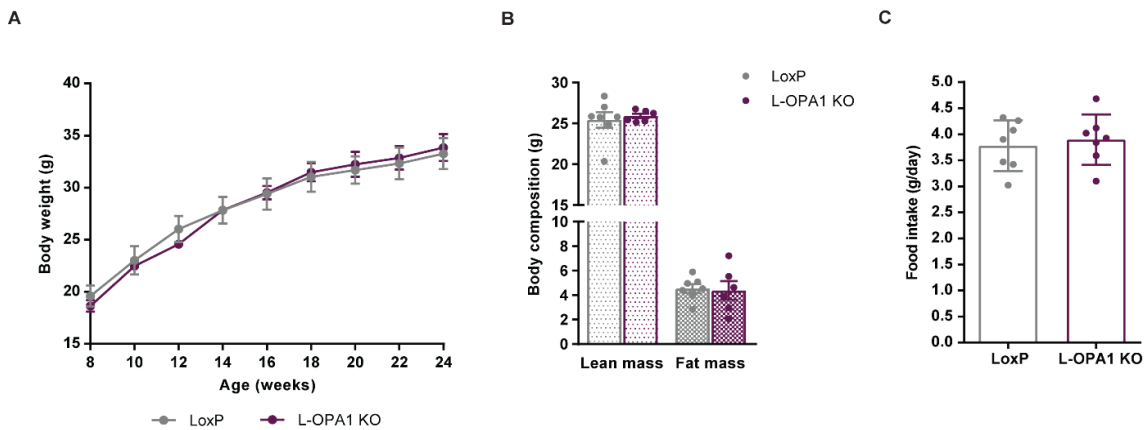 A
Body weight (g)
40
35
30
25
20
15
8 10 12 14 16 18 20 22 24
Age (weeks)
LoxP L-OPA1 KO
B
Body composition (g)
30
25
20
15
10
8
6
4
2
0
Lean mass Fat mass
LoxP
L-OPA1 KO
C
Food intake (g/day)
5.0
4.5
4.0
3.5
3.0
2.5
2.0
1.5
1.0
0.5
0.0
LoxP L-OPA1 KO